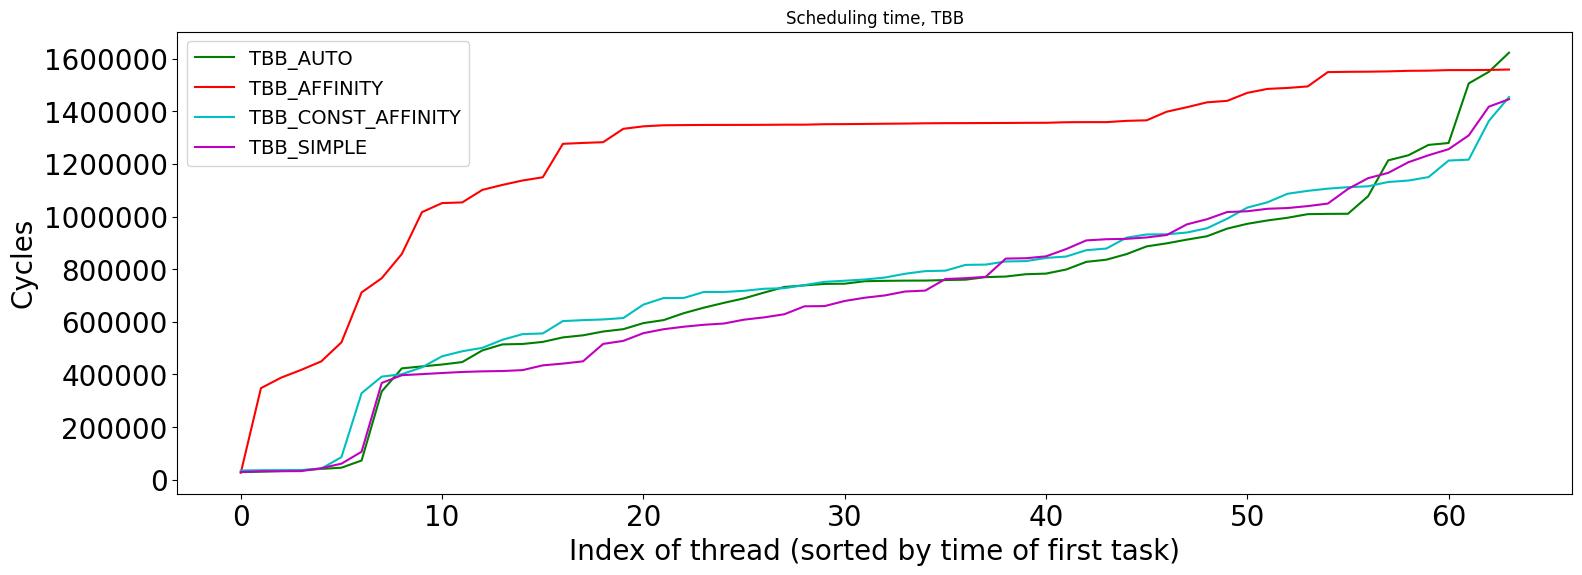 Scheduling time, TBB
TBB_AUTO
TBB_AFFINITY
TBB_CONST_AFFINITY
TBB_SIMPLE
Cycles
1600000
1400000
1200000
1000000
800000
600000
400000
200000
0
0 10 20 30 40 50 60
Index of thread (sorted by time of first task)